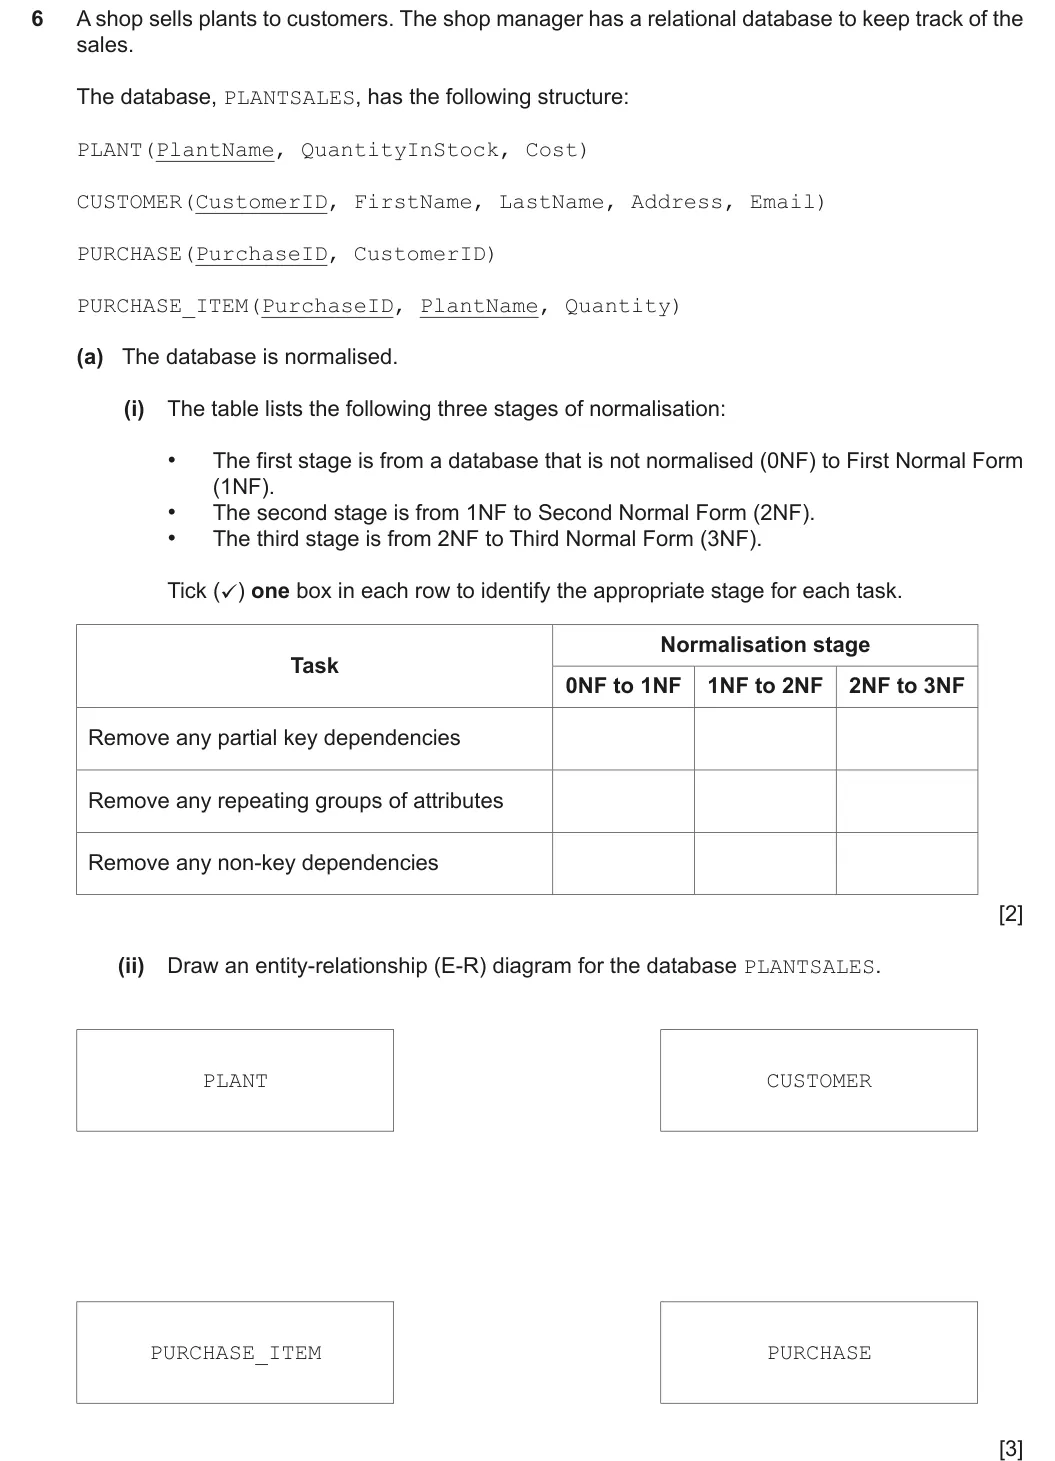 6 A shop sells plants to customers. The shop manager has a relational database to keep track of the
sales.
The database, PLANTSALES, has the following structure:
PLANT(PlantName, QuantityInStock, Cost)
CUSTOMER(CustomerID, FirstName, LastName, Address, Email)
PURCHASE(PurchaseID, CustomerID)
PURCHASE_ITEM(PurchaseID, PlantName, Quantity)
(a) The database is normalised.
(i) The table lists the following three stages of normalisation:
• The first stage is from a database that is not normalised (0NF) to First Normal Form
(1NF).
• The second stage is from 1NF to Second Normal Form (2NF).
• The third stage is from 2NF to Third Normal Form (3NF).
Tick (✓) one box in each row to identify the appropriate stage for each task.
Task
Normalisation stage
0NF to 1NF 1NF to 2NF 2NF to 3NF
Remove any partial key dependencies
Remove any repeating groups of attributes
Remove any non-key dependencies
[2]
(ii) Draw an entity-relationship (E-R) diagram for the database PLANTSALES.
PLANT CUSTOMER
PURCHASE_ITEM PURCHASE
[3]